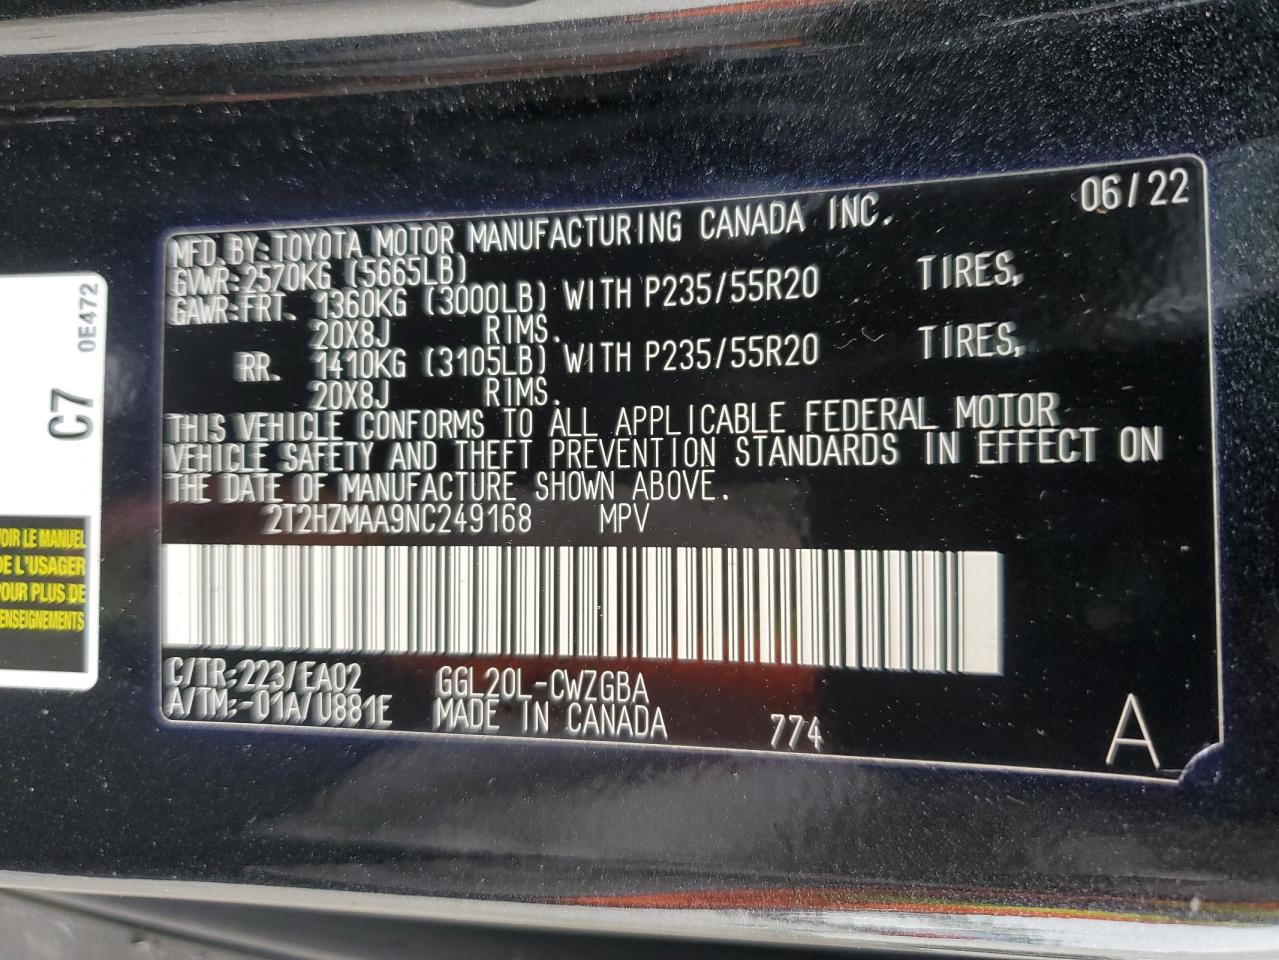 MFD. BY: TOYOTA MOTOR MANUFACTURING CANADA INC. 06/22
GVWR: 2570KG (5665LB)
GAWR: FRT. 1360KG (3000LB) WITH P235/55R20 TIRES,
20X8J RIMS.
RR. 1410KG (3105LB) WITH P235/55R20 TIRES,
20X8J RIMS.
THIS VEHICLE CONFORMS TO ALL APPLICABLE FEDERAL MOTOR
VEHICLE SAFETY AND THEFT PREVENTION STANDARDS IN EFFECT ON
THE DATE OF MANUFACTURE SHOWN ABOVE.
2T2HZMAA9NC249168 MPV
C/TR: 223/EA02 GGL20L-CWZGBA
A/TM: -01A/U881E MADE IN CANADA 774 A
C7 0E472
VOIR LE MANUEL
DE L'USAGER
POUR PLUS DE
ENSEIGNEMENTS